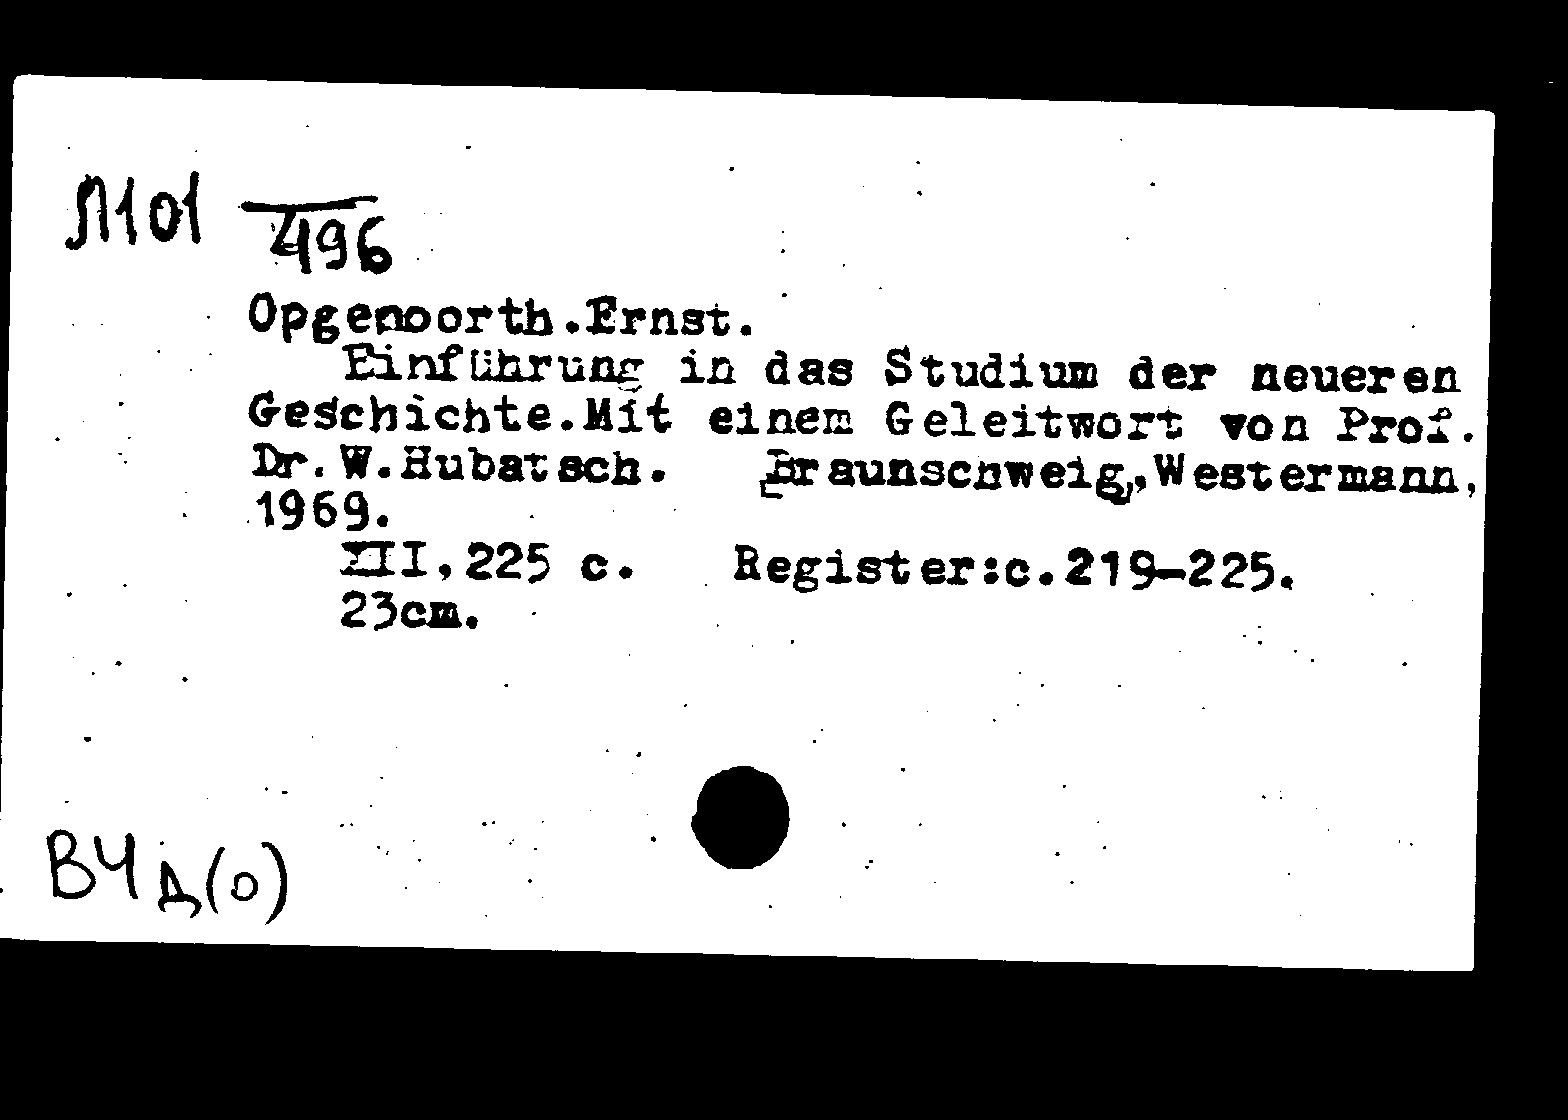 Л101 496
Opgenoorth.Ernst.
Einführung in das Studium der neueren
Geschichte.Mit einem Geleitwort von Prof.
Dr.W.Hubatsch. Braunschweig,Westermann,
1969.
XII,225 c. Register:c.219-225.
23cm.
ВЧ д(0)